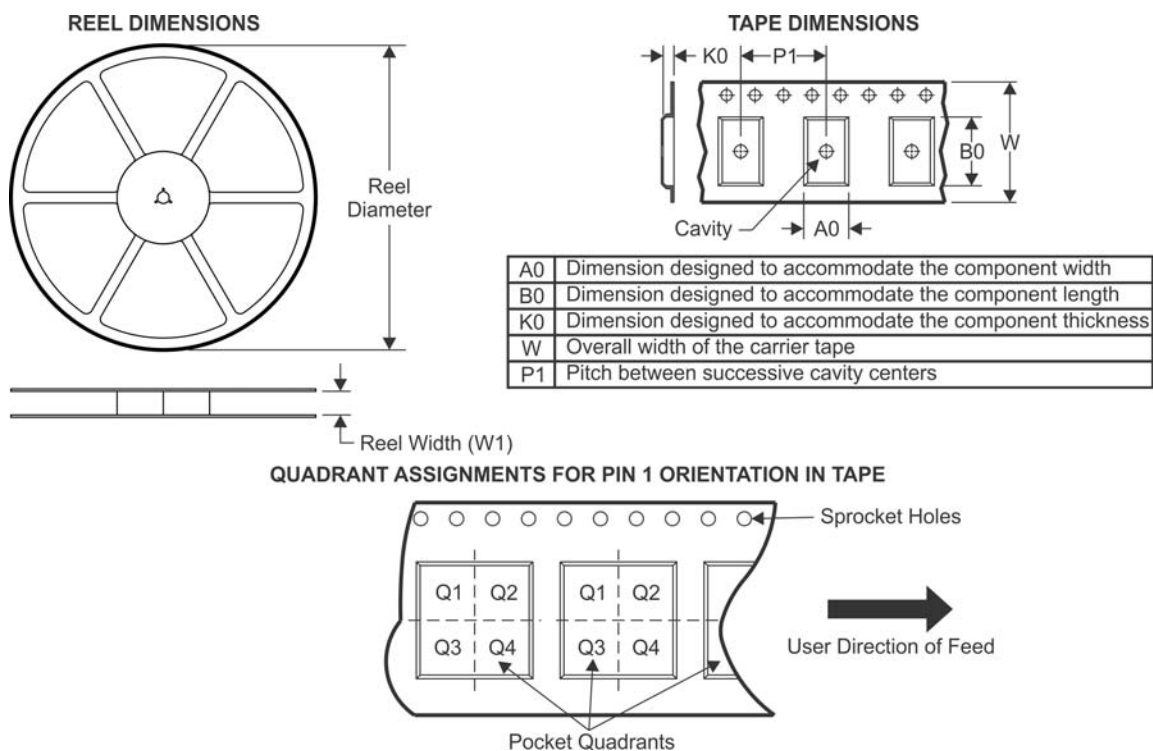 REEL DIMENSIONS
Reel
Diameter
Reel Width (W1)
TAPE DIMENSIONS
K0
P1
B0
W
Cavity
A0
A0 Dimension designed to accommodate the component width
B0 Dimension designed to accommodate the component length
K0 Dimension designed to accommodate the component thickness
W Overall width of the carrier tape
P1 Pitch between successive cavity centers
QUADRANT ASSIGNMENTS FOR PIN 1 ORIENTATION IN TAPE
Sprocket Holes
Q1 Q2 Q1 Q2
Q3 Q4 Q3 Q4
User Direction of Feed
Pocket Quadrants